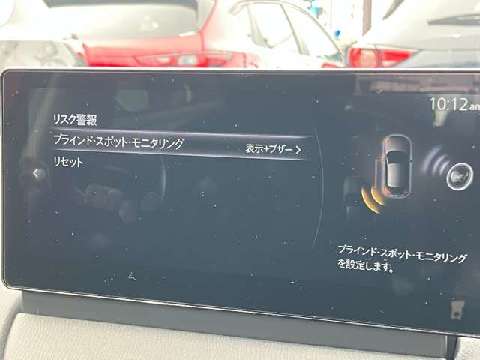 10:12am
リスク警報
ブラインド・スポット・モニタリング 表示+ブザー >
リセット
ブラインド・スポット・モニタリング
を設定します。